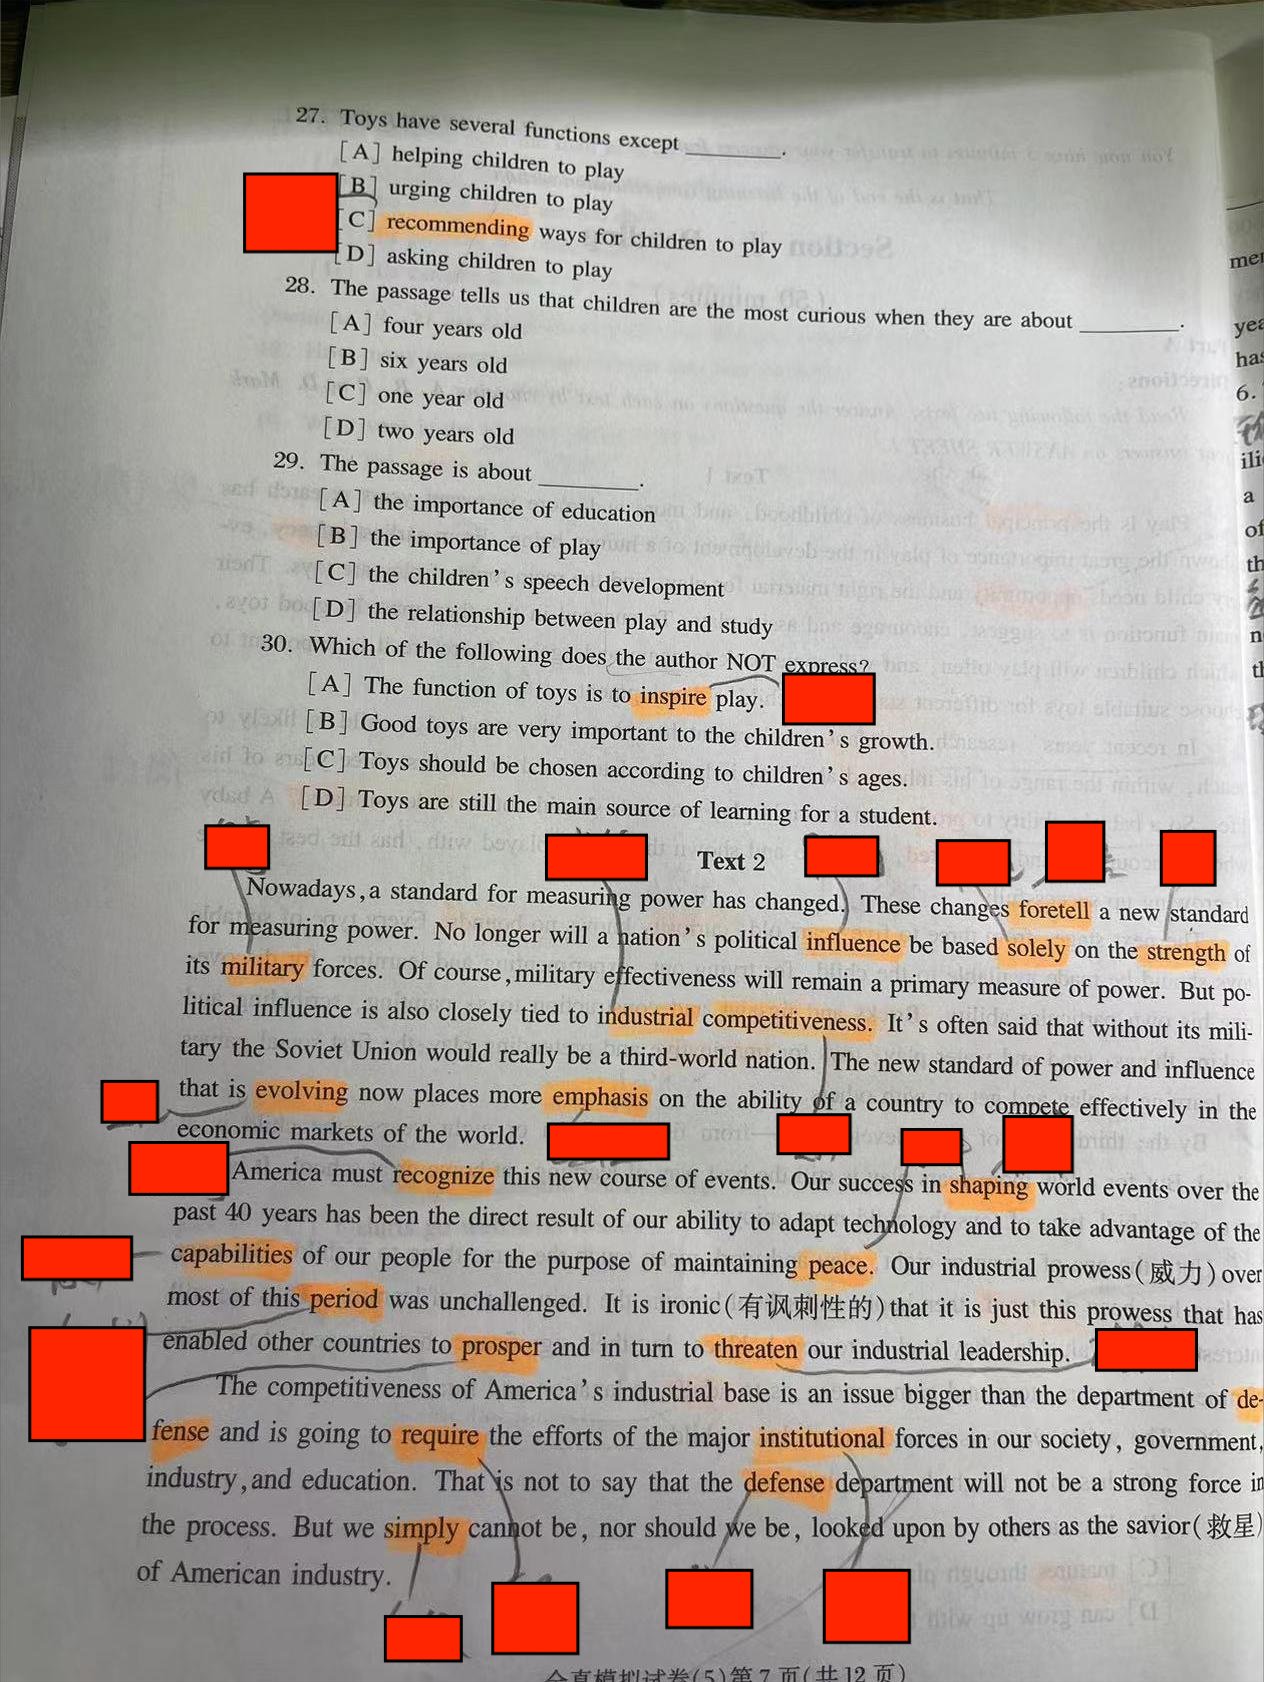 27. Toys have several functions except ________.
[A] helping children to play
[B] urging children to play
[C] recommending ways for children to play
[D] asking children to play
28. The passage tells us that children are the most curious when they are about ________.
[A] four years old
[B] six years old
[C] one year old
[D] two years old
29. The passage is about ________.
[A] the importance of education
[B] the importance of play
[C] the children's speech development
[D] the relationship between play and study
30. Which of the following does the author NOT express?
[A] The function of toys is to inspire play.
[B] Good toys are very important to the children's growth.
[C] Toys should be chosen according to children's ages.
[D] Toys are still the main source of learning for a student.
Text 2
Nowadays, a standard for measuring power has changed. These changes foretell a new standard
for measuring power. No longer will a nation's political influence be based solely on the strength of
its military forces. Of course, military effectiveness will remain a primary measure of power. But po-
litical influence is also closely tied to industrial competitiveness. It's often said that without its mili-
tary the Soviet Union would really be a third-world nation. The new standard of power and influence
that is evolving now places more emphasis on the ability of a country to compete effectively in the
economic markets of the world.
America must recognize this new course of events. Our success in shaping world events over the
past 40 years has been the direct result of our ability to adapt technology and to take advantage of the
capabilities of our people for the purpose of maintaining peace. Our industrial prowess(威力)over
most of this period was unchallenged. It is ironic(有讽刺性的)that it is just this prowess that has
enabled other countries to prosper and in turn to threaten our industrial leadership.
The competitiveness of America's industrial base is an issue bigger than the department of de-
fense and is going to require the efforts of the major institutional forces in our society, government,
industry, and education. That is not to say that the defense department will not be a strong force in
the process. But we simply cannot be, nor should we be, looked upon by others as the savior(救星)
of American industry.
全真模拟试卷(5)第7页(共12页)
yea
has
6.
a
of
th
n